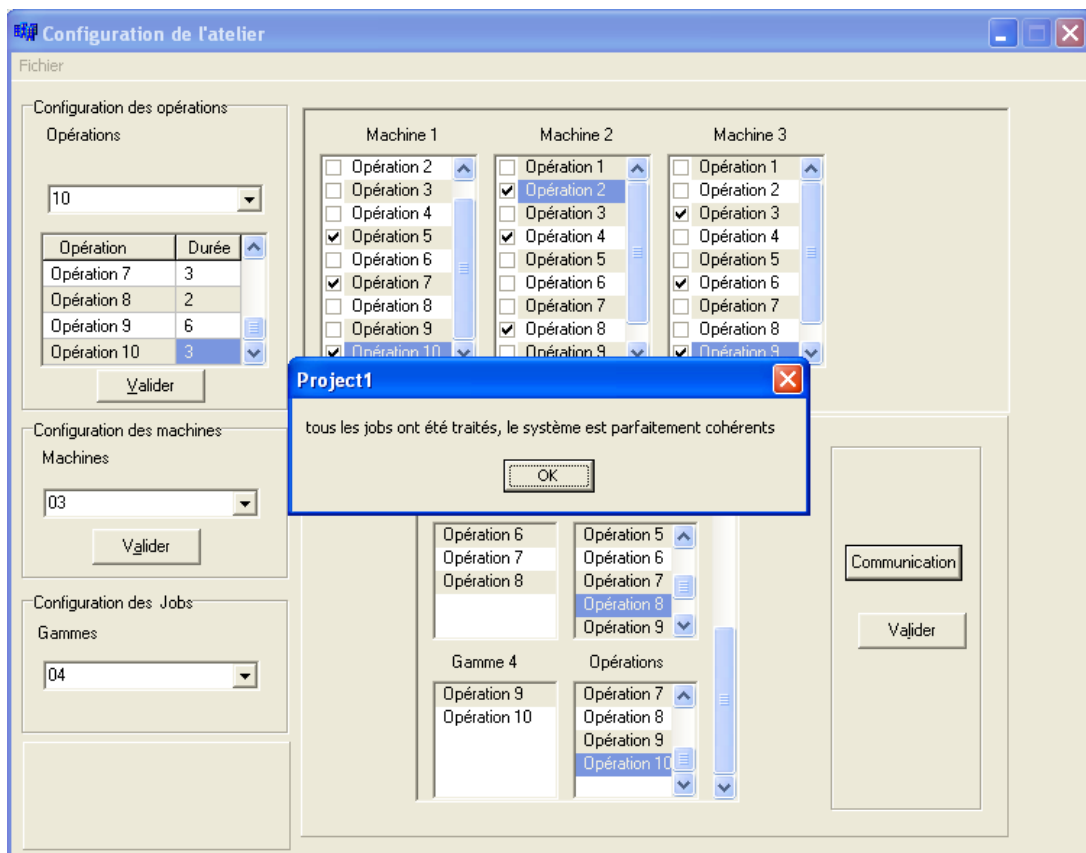 Configuration de l'atelier
Fichier
Configuration des opérations
Opérations
10
Opération Durée
Opération 7 3
Opération 8 2
Opération 9 6
Opération 10 3
Valider
Configuration des machines
Machines
03
Valider
Configuration des Jobs
Gammes
04
Machine 1
Opération 2
Opération 3
Opération 4
Opération 5
Opération 6
Opération 7
Opération 8
Opération 9
Opération 10
Machine 2
Opération 1
Opération 2
Opération 3
Opération 4
Opération 5
Opération 6
Opération 7
Opération 8
Opération 9
Machine 3
Opération 1
Opération 2
Opération 3
Opération 4
Opération 5
Opération 6
Opération 7
Opération 8
Opération 9
Project1
tous les jobs ont été traités, le système est parfaitement cohérents
OK
Opération 6
Opération 7
Opération 8
Opération 5
Opération 6
Opération 7
Opération 8
Opération 9
Gamme 4
Opération 9
Opération 10
Opérations
Opération 7
Opération 8
Opération 9
Opération 10
Communication
Valider